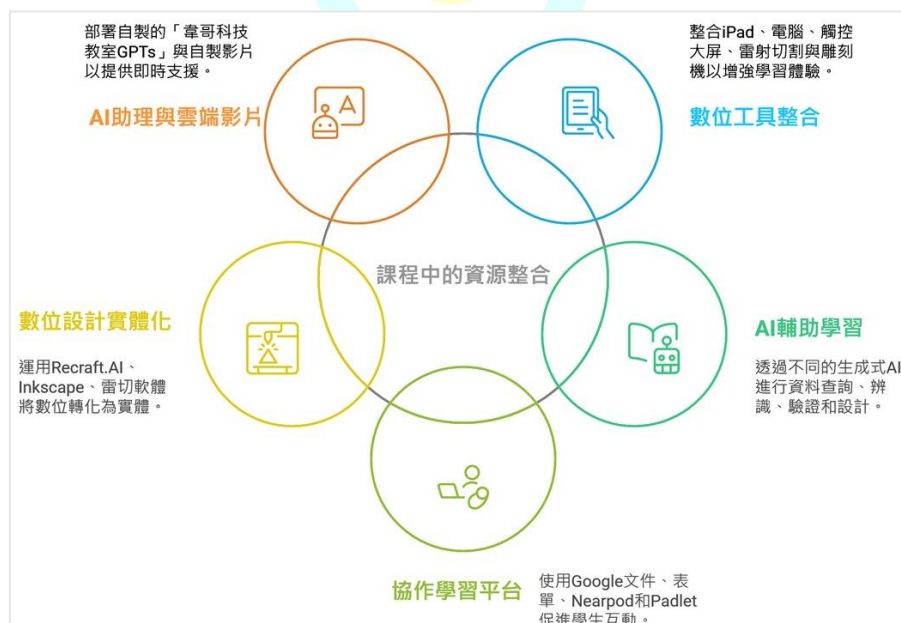 部署自製的「韋哥科技
教室GPTs」與自製影片
以提供即時支援。
AI助理與雲端影片
整合iPad、電腦、觸控
大屏、雷射切割與雕刻
機以增強學習體驗。
數位工具整合
A
課程中的資源整合
數位設計實體化
運用Recraft.AI、
Inkscape、雷切軟體
將數位轉化為實體。
AI輔助學習
透過不同的生成式AI
進行資料查詢、辨
識、驗證和設計。
協作學習平台
使用Google文件、表
單、Nearpod和Padlet
促進學生互動。